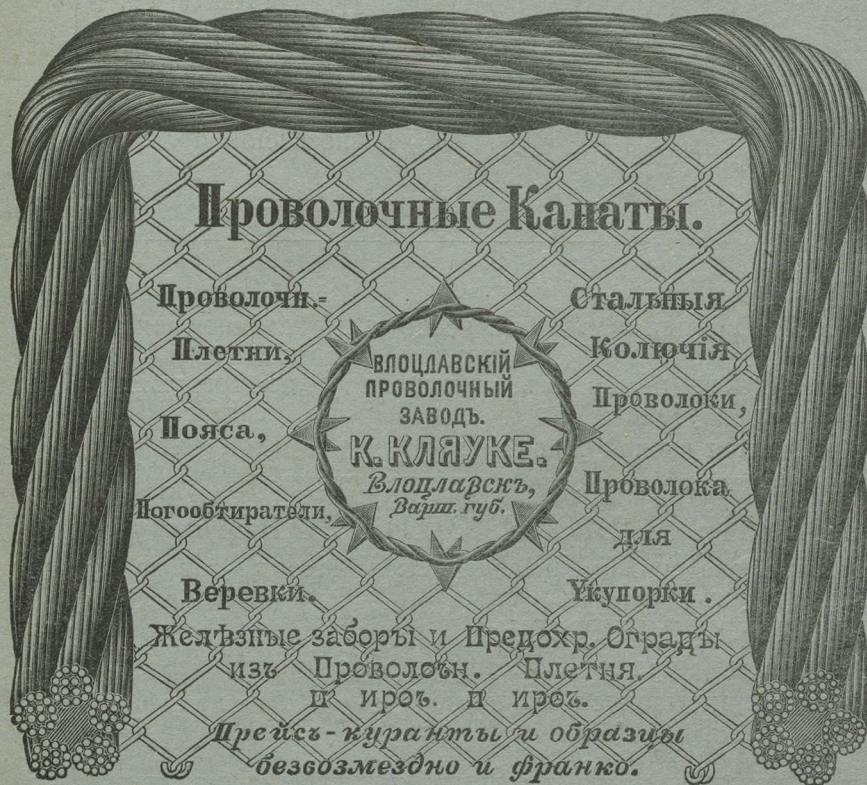 Проволочные Канаты.
Проволочн.=
Плетни,
Пояса,
Погообтиратели,
Веревки.
ВЛОЦЛАВСКІЙ
ПРОВОЛОЧНЫЙ
ЗАВОДЪ.
К. КЛЯУКЕ.
Влоцлавскъ,
Варш. губ.
Стальныя
Колючія
Проволоки,
Проволока
для
Укупорки.
Желѣзные заборы и Предохр. Ограды
изъ Проволочн. Плетня.
и проч. и проч.
Прейсъ-куранты и образцы
безвозмездно и франко.